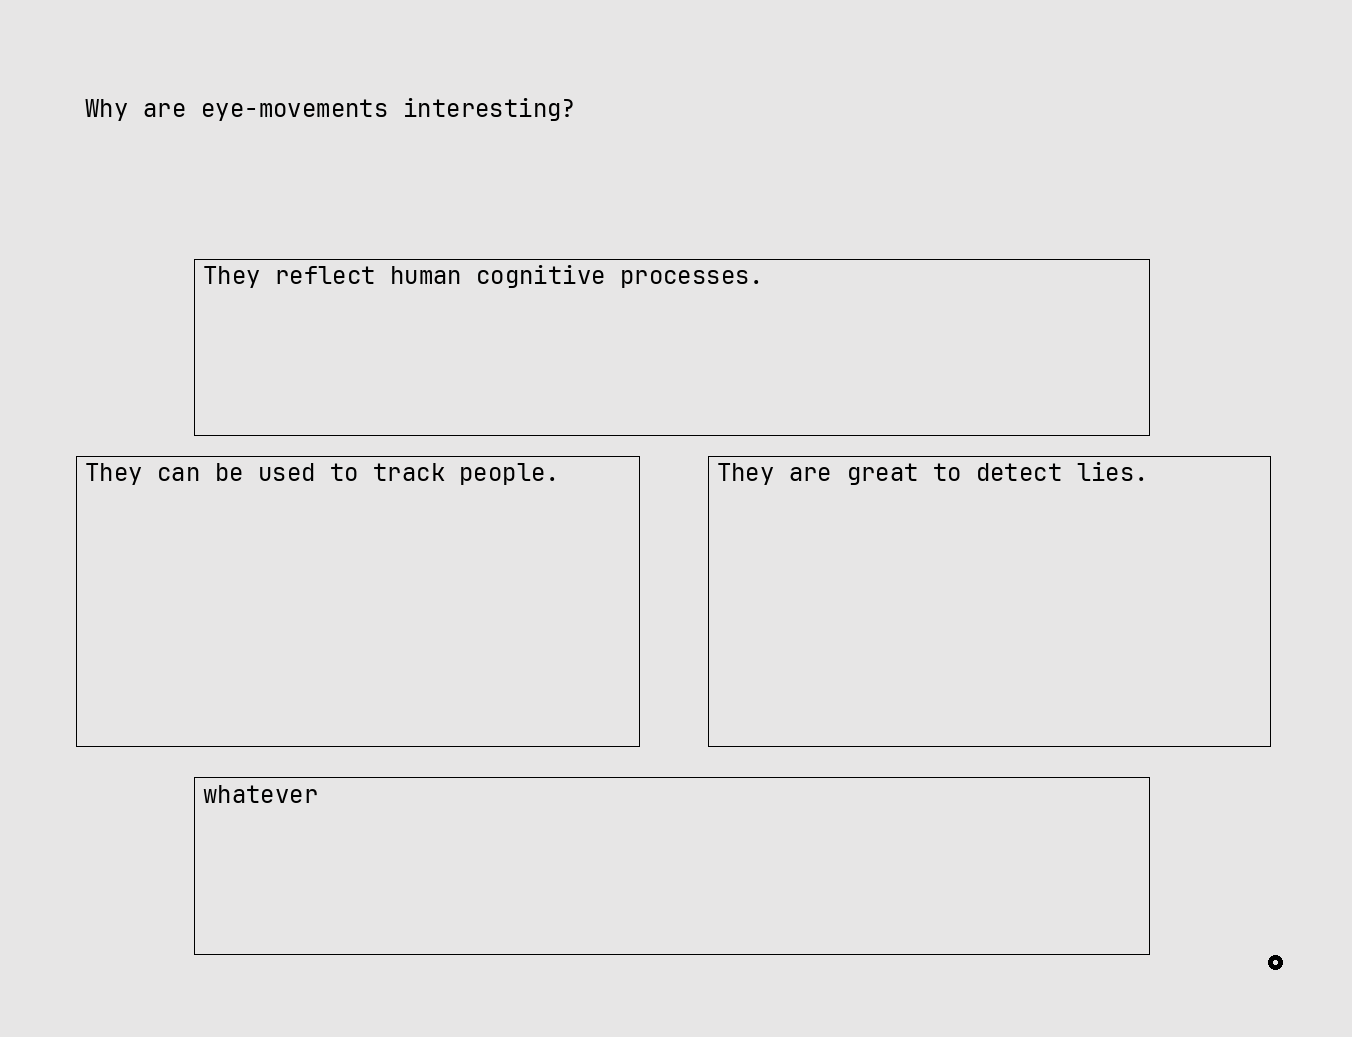 Why are eye-movements interesting?
They reflect human cognitive processes.
They can be used to track people.
They are great to detect lies.
whatever